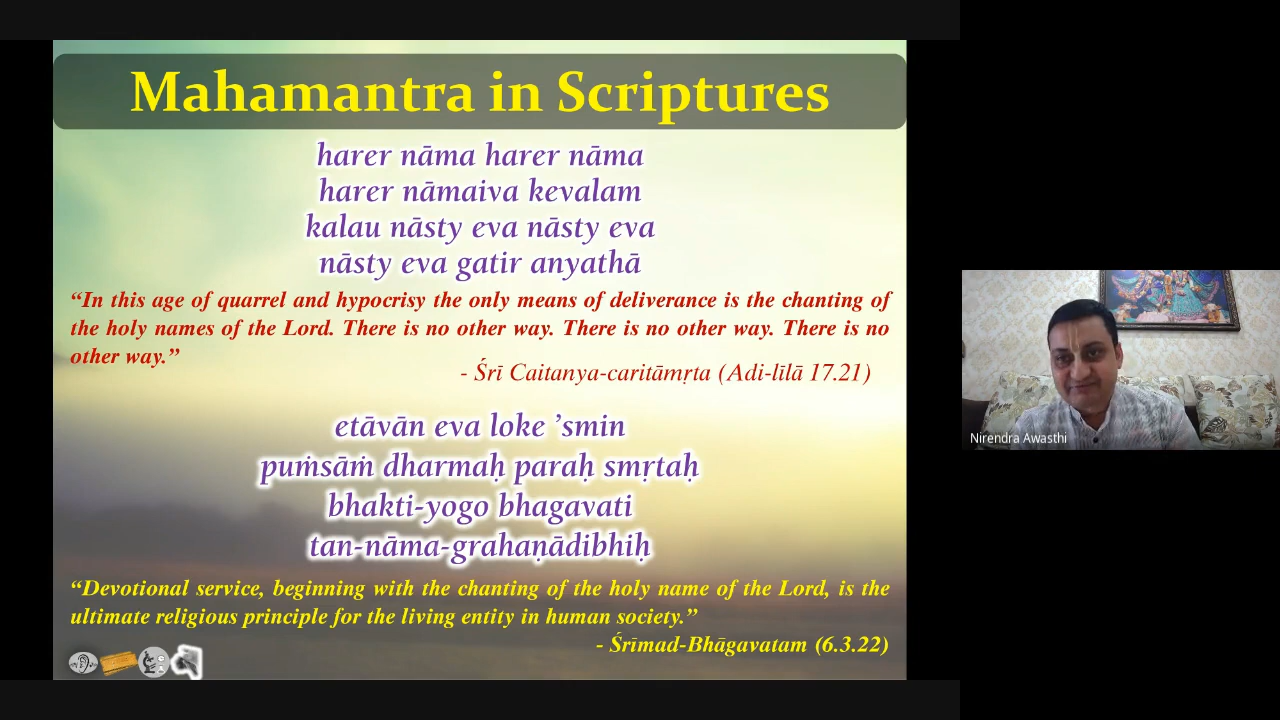 Mahamantra in Scriptures
harer nāma harer nāma
harer nāmaiva kevalam
kalau nāsty eva nāsty eva
nāsty eva gatir anyathā
“In this age of quarrel and hypocrisy the only means of deliverance is the chanting of
the holy names of the Lord. There is no other way. There is no other way. There is no
other way.”
- Śrī Caitanya-caritāmṛta (Adi-līlā 17.21)
etāvān eva loke ’smin
puṁsāṁ dharmaḥ paraḥ smṛtaḥ
bhakti-yogo bhagavati
tan-nāma-grahaṇādibhiḥ
“Devotional service, beginning with the chanting of the holy name of the Lord, is the
ultimate religious principle for the living entity in human society.”
- Śrīmad-Bhāgavatam (6.3.22)
Nirendra Awasthi